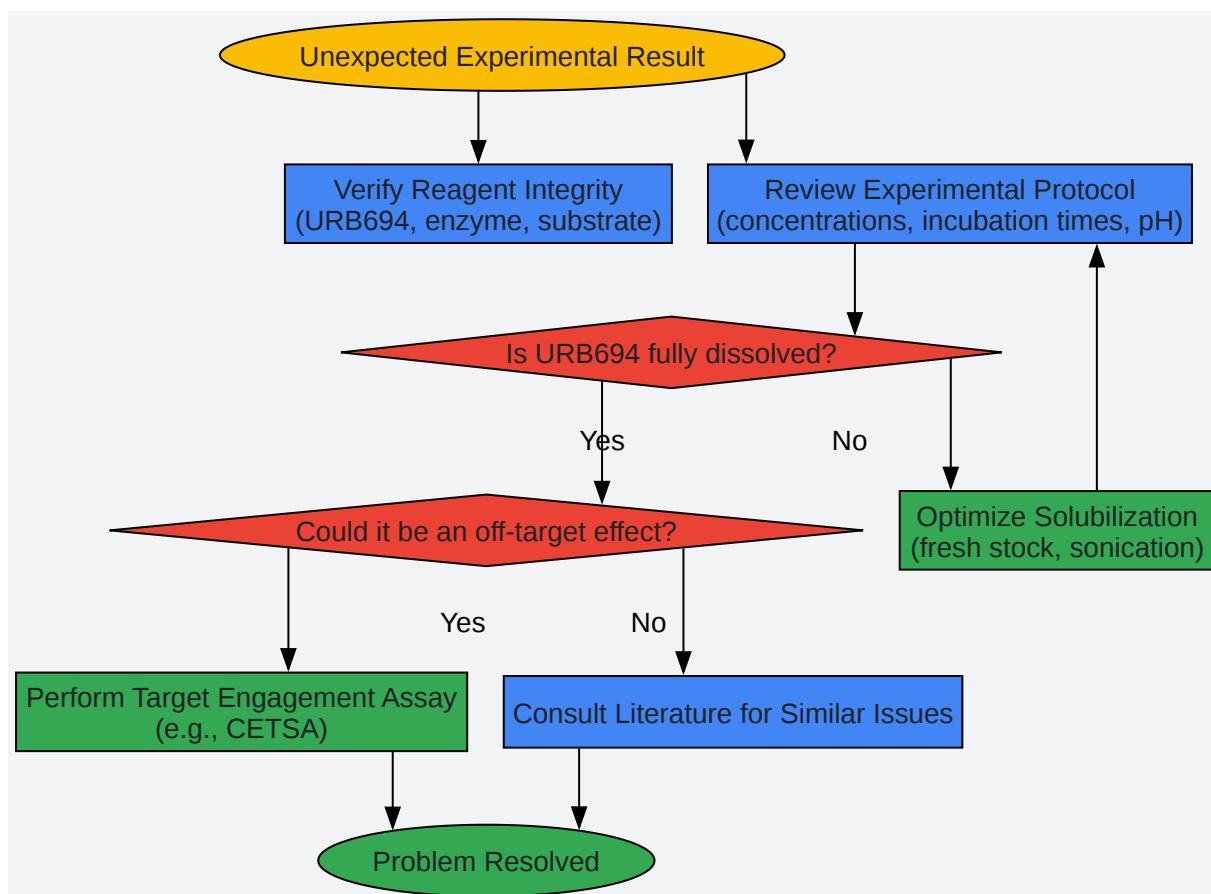 Unexpected Experimental Result
Verify Reagent Integrity
(URB694, enzyme, substrate)
Review Experimental Protocol
(concentrations, incubation times, pH)
Is URB694 fully dissolved?
Yes
No
Optimize Solubilization
(fresh stock, sonication)
Could it be an off-target effect?
Yes
No
Perform Target Engagement Assay
(e.g., CETSA)
Consult Literature for Similar Issues
Problem Resolved